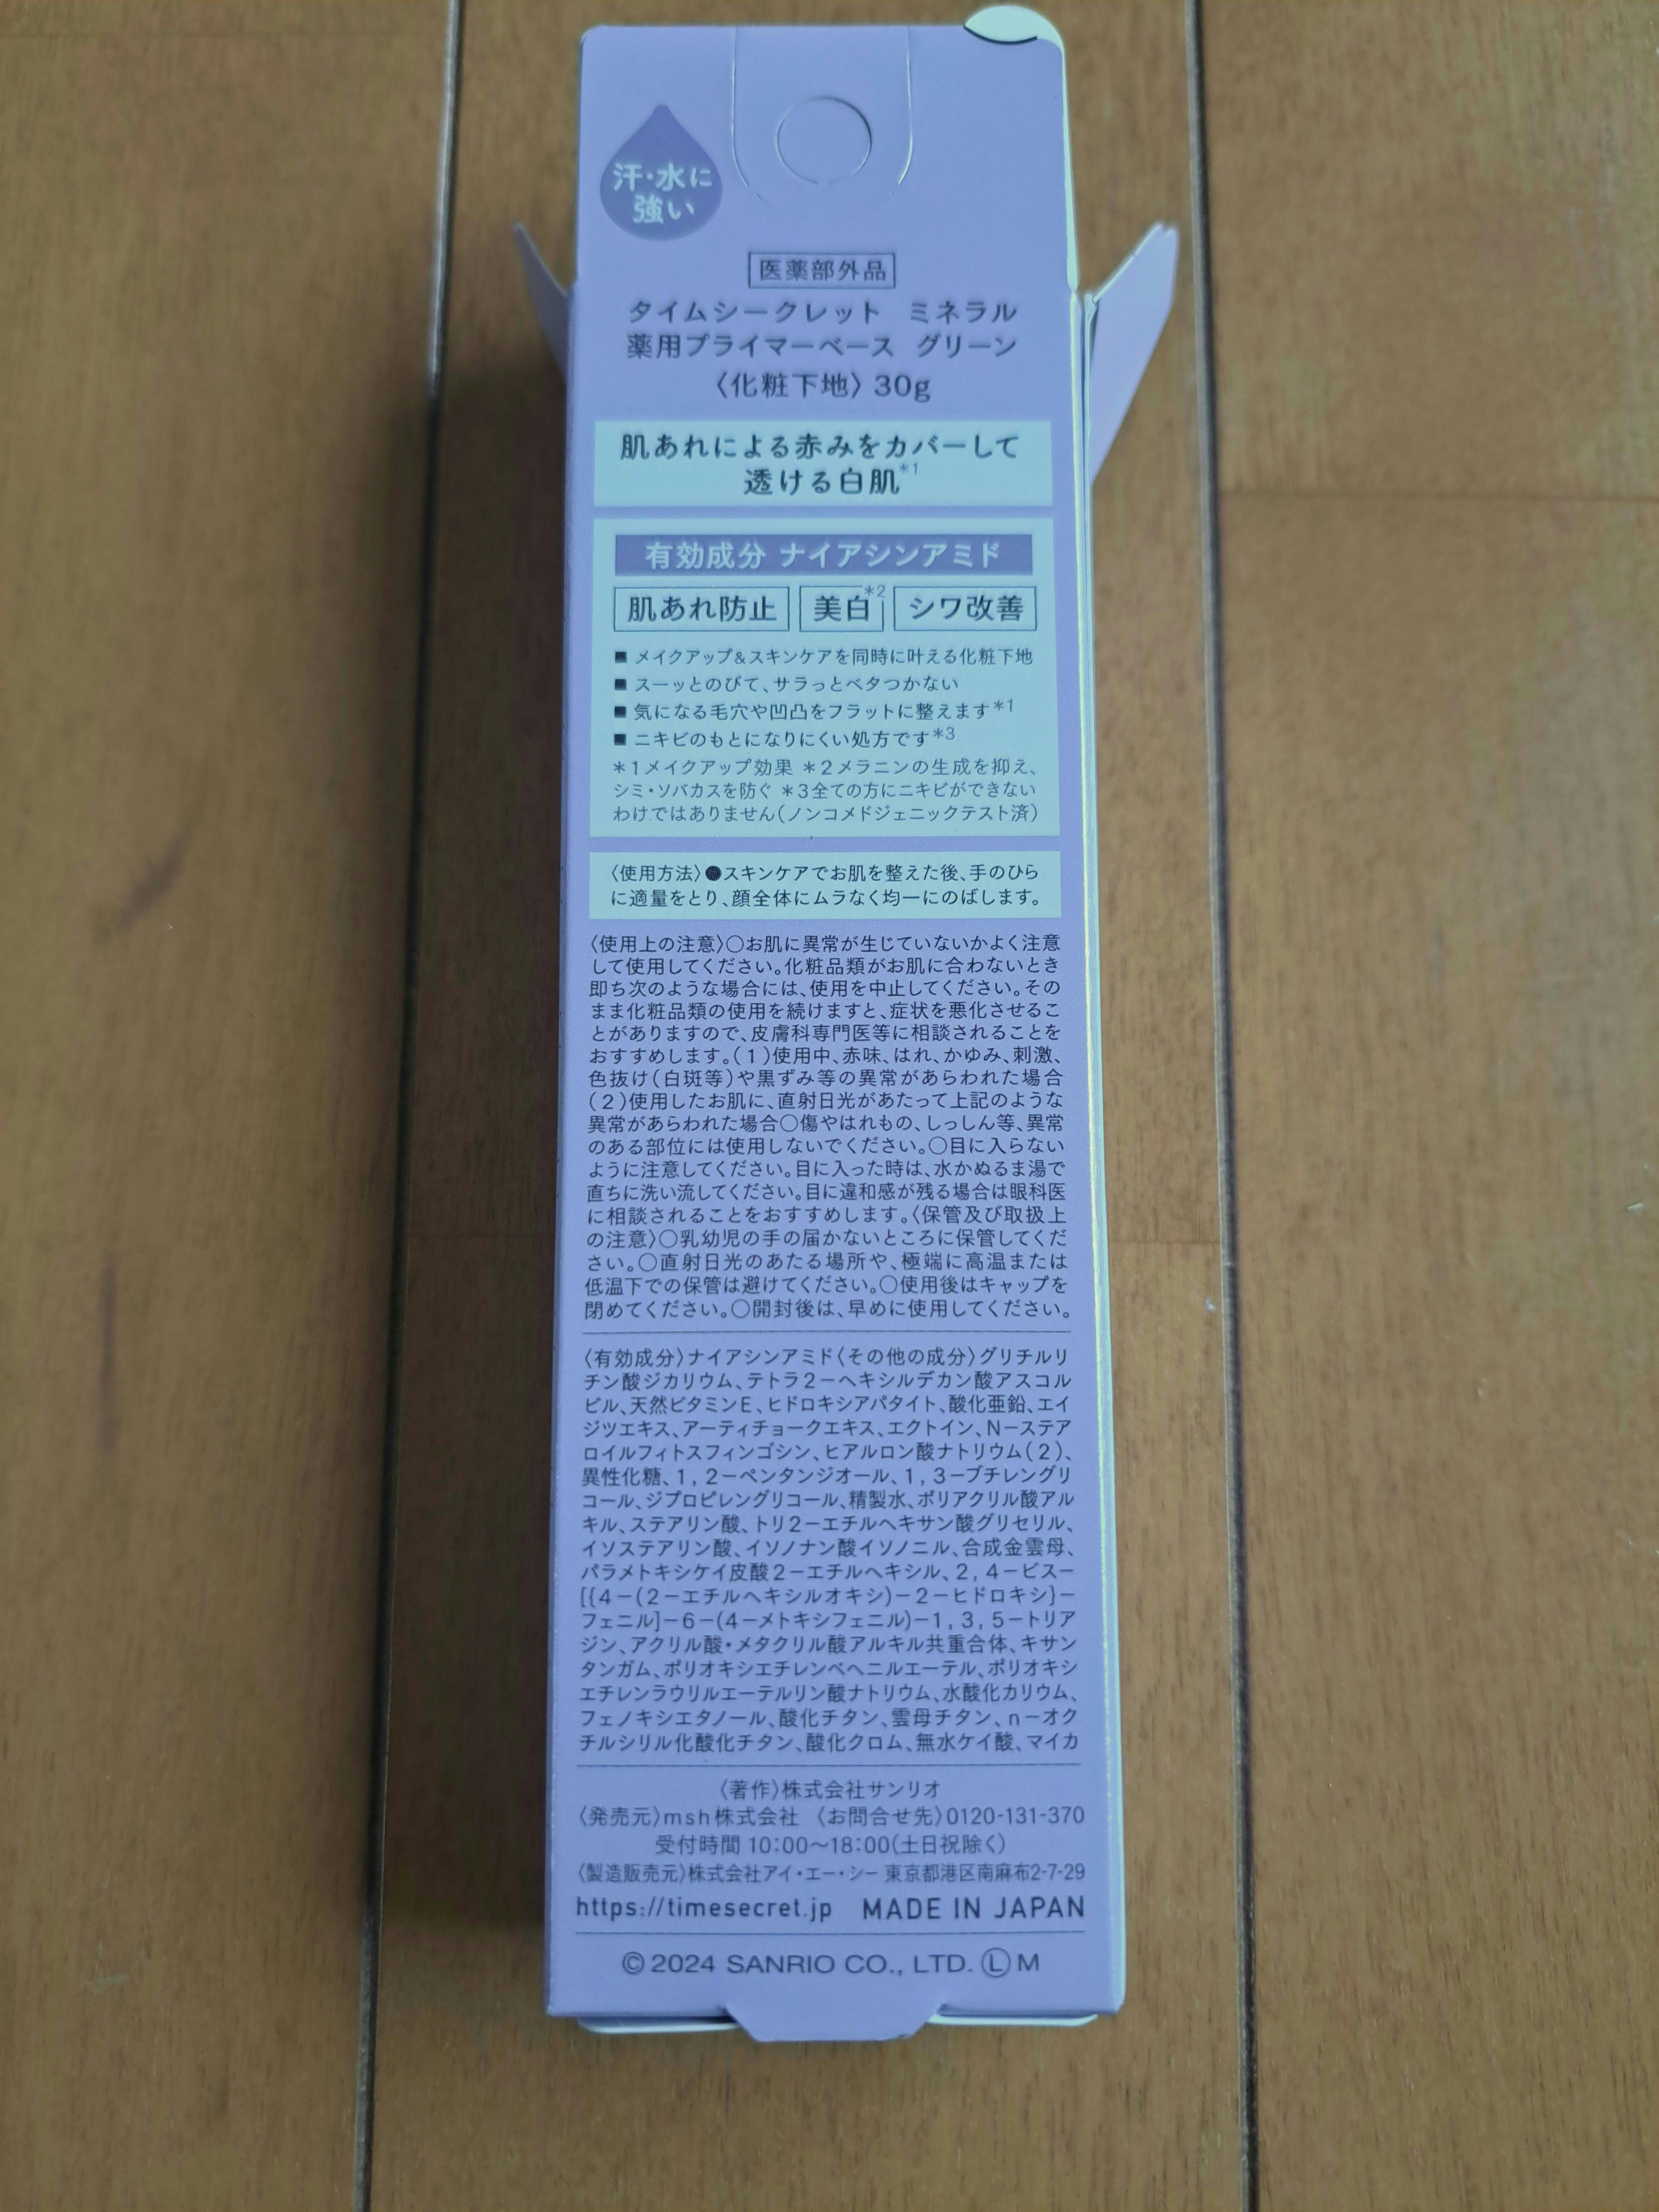 汗・水に
強い
医薬部外品
タイムシークレット ミネラル
薬用プライマーベース グリーン
〈化粧下地〉30g
肌あれによる赤みをカバーして
透ける白肌*1
有効成分 ナイアシンアミド
肌あれ防止 美白*2 シワ改善
■ メイクアップ&スキンケアを同時に叶える化粧下地
■ スーッとのびて、サラっとベタつかない
■ 気になる毛穴や凹凸をフラットに整えます*1
■ ニキビのもとになりにくい処方です*3
*1メイクアップ効果 *2メラニンの生成を抑え、
シミ・ソバカスを防ぐ *3全ての方にニキビができない
わけではありません(ノンコメドジェニックテスト済)
〈使用方法〉●スキンケアでお肌を整えた後、手のひら
に適量をとり、顔全体にムラなく均一にのばします。
〈使用上の注意〉○お肌に異常が生じていないかよく注意
して使用してください。化粧品類がお肌に合わないとき
即ち次のような場合には、使用を中止してください。その
まま化粧品類の使用を続けますと、症状を悪化させるこ
とがありますので、皮膚科専門医等に相談されることを
おすすめします。(1)使用中、赤味、はれ、かゆみ、刺激、
色抜け(白斑等)や黒ずみ等の異常があらわれた場合
(2)使用したお肌に、直射日光があたって上記のような
異常があらわれた場合○傷やはれもの、しっしん等、異常
のある部位には使用しないでください。○目に入らない
ように注意してください。目に入った時は、水かぬるま湯で
直ちに洗い流してください。目に違和感が残る場合は眼科医
に相談されることをおすすめします。〈保管及び取扱上
の注意〉○乳幼児の手の届かないところに保管してくだ
さい。○直射日光のあたる場所や、極端に高温または
低温下での保管は避けてください。○使用後はキャップを
閉めてください。○開封後は、早めに使用してください。
〈有効成分〉ナイアシンアミド〈その他の成分〉グリチルリ
チン酸ジカリウム、テトラ2-ヘキシルデカン酸アスコル
ビル、天然ビタミンE、ヒドロキシアパタイト、酸化亜鉛、エイ
ジツエキス、アーティチョークエキス、エクトイン、N-ステア
ロイルフィトスフィンゴシン、ヒアルロン酸ナトリウム(2)、
異性化糖、1,2-ペンタンジオール、1,3-ブチレングリ
コール、ジプロピレングリコール、精製水、ポリアクリル酸アル
キル、ステアリン酸、トリ2-エチルヘキサン酸グリセリル、
イソステアリン酸、イソノナン酸イソノニル、合成金雲母、
パラメトキシケイ皮酸2-エチルヘキシル、2,4-ビス-
[{4-(2-エチルヘキシルオキシ)-2-ヒドロキシ}-
フェニル]-6-(4-メトキシフェニル)-1,3,5-トリア
ジン、アクリル酸・メタクリル酸アルキル共重合体、キサン
タンガム、ポリオキシエチレンベヘニルエーテル、ポリオキシ
エチレンラウリルエーテルリン酸ナトリウム、水酸化カリウム、
フェノキシエタノール、酸化チタン、雲母チタン、n-オク
チルシリル化酸化チタン、酸化クロム、無水ケイ酸、マイカ
〈著作〉株式会社サンリオ
〈発売元〉msh株式会社 〈お問合せ先〉0120-131-370
受付時間 10:00〜18:00(土日祝除く)
〈製造販売元〉株式会社アイ・エー・シー 東京都港区南麻布2-7-29
https://timesecret.jp MADE IN JAPAN
©2024 SANRIO CO., LTD. Ⓛ M